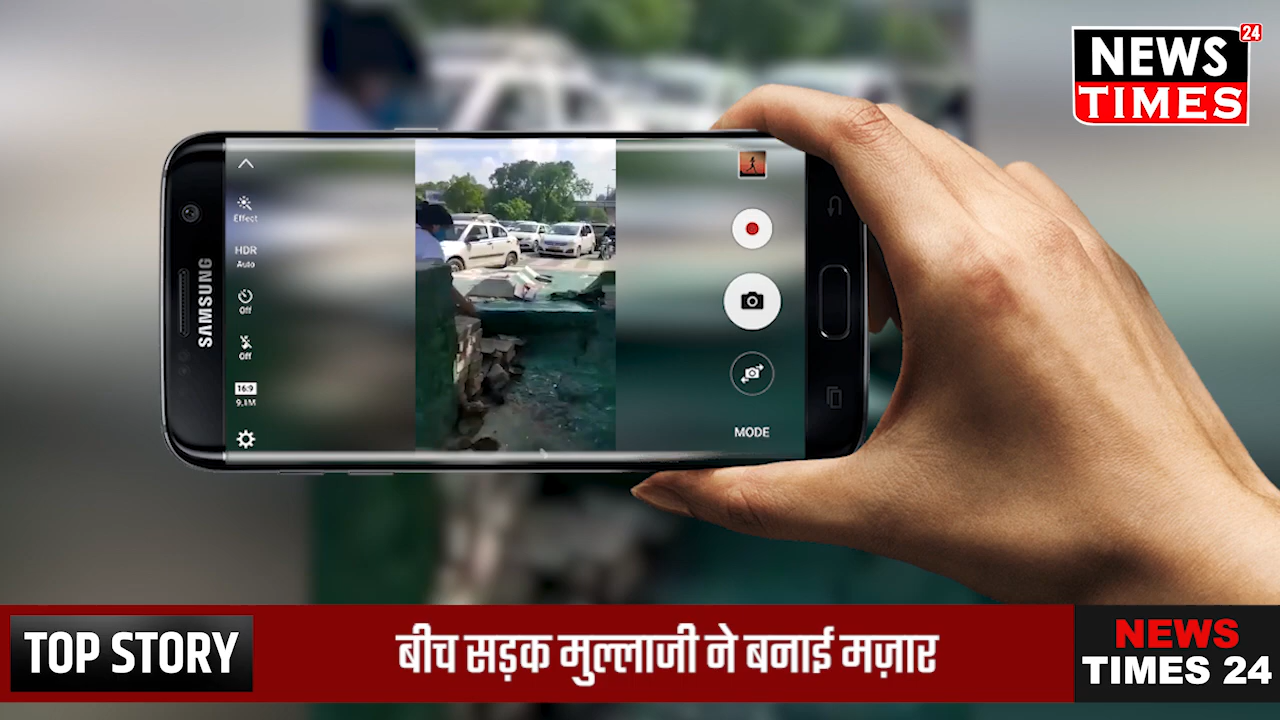 NEWS 24
TIMES
SAMSUNG
Effect
HDR
Auto
Off
Off
16:9
9.1M
MODE
TOP STORY
बीच सड़क मुल्लाजी ने बनाई मज़ार
NEWS
TIMES 24